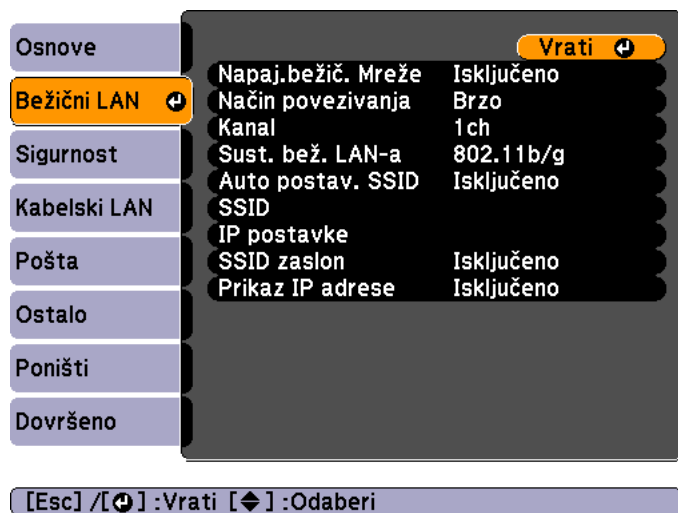 Osnove
Bežični LAN
Sigurnost
Kabelski LAN
Pošta
Ostalo
Poništi
Dovršeno
Vrati
Napaj.bežič. Mreže Isključeno
Način povezivanja Brzo
Kanal 1ch
Sust. bež. LAN-a 802.11b/g
Auto postav. SSID Isključeno
SSID
IP postavke
SSID zaslon Isključeno
Prikaz IP adrese Isključeno
[Esc] /[⏎] :Vrati [◆] :Odaberi